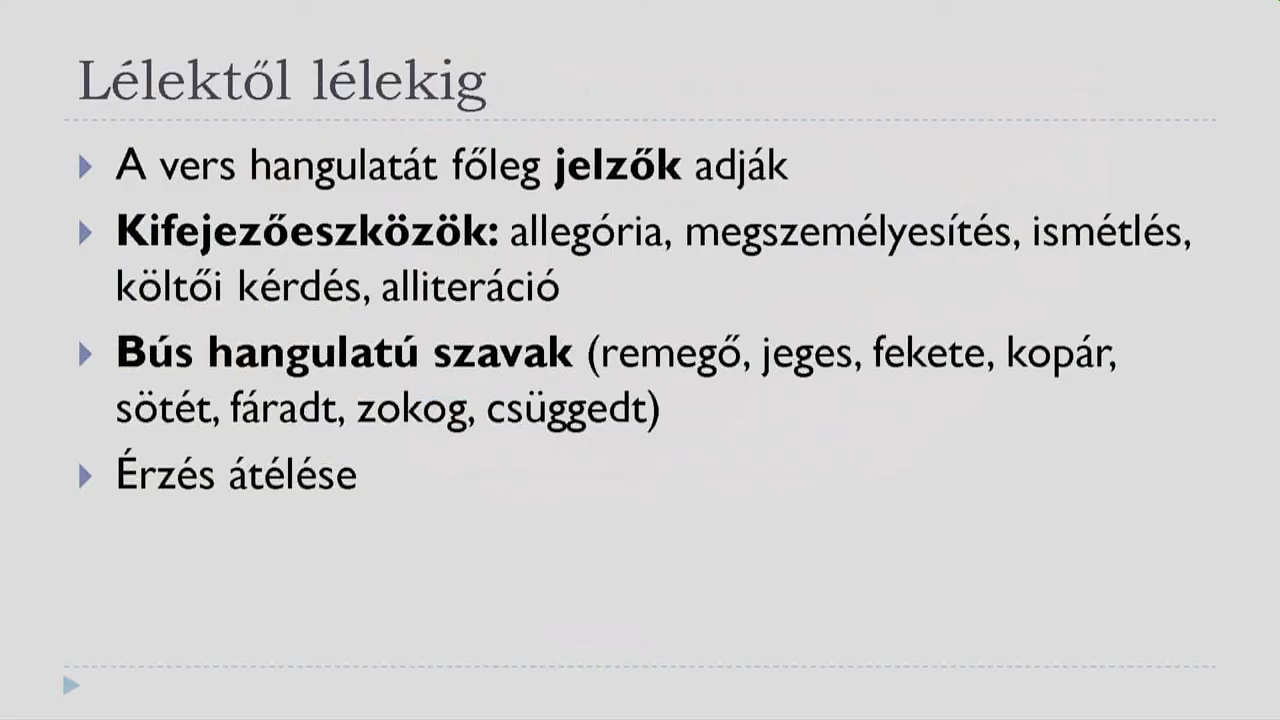 Lélektől lélekig
A vers hangulatát főleg jelzők adják
Kifejezőeszközök: allegória, megszemélyesítés, ismétlés,
költői kérdés, alliteráció
Bús hangulatú szavak (remegő, jeges, fekete, kopár,
sötét, fáradt, zokog, csüggedt)
Érzés átélése